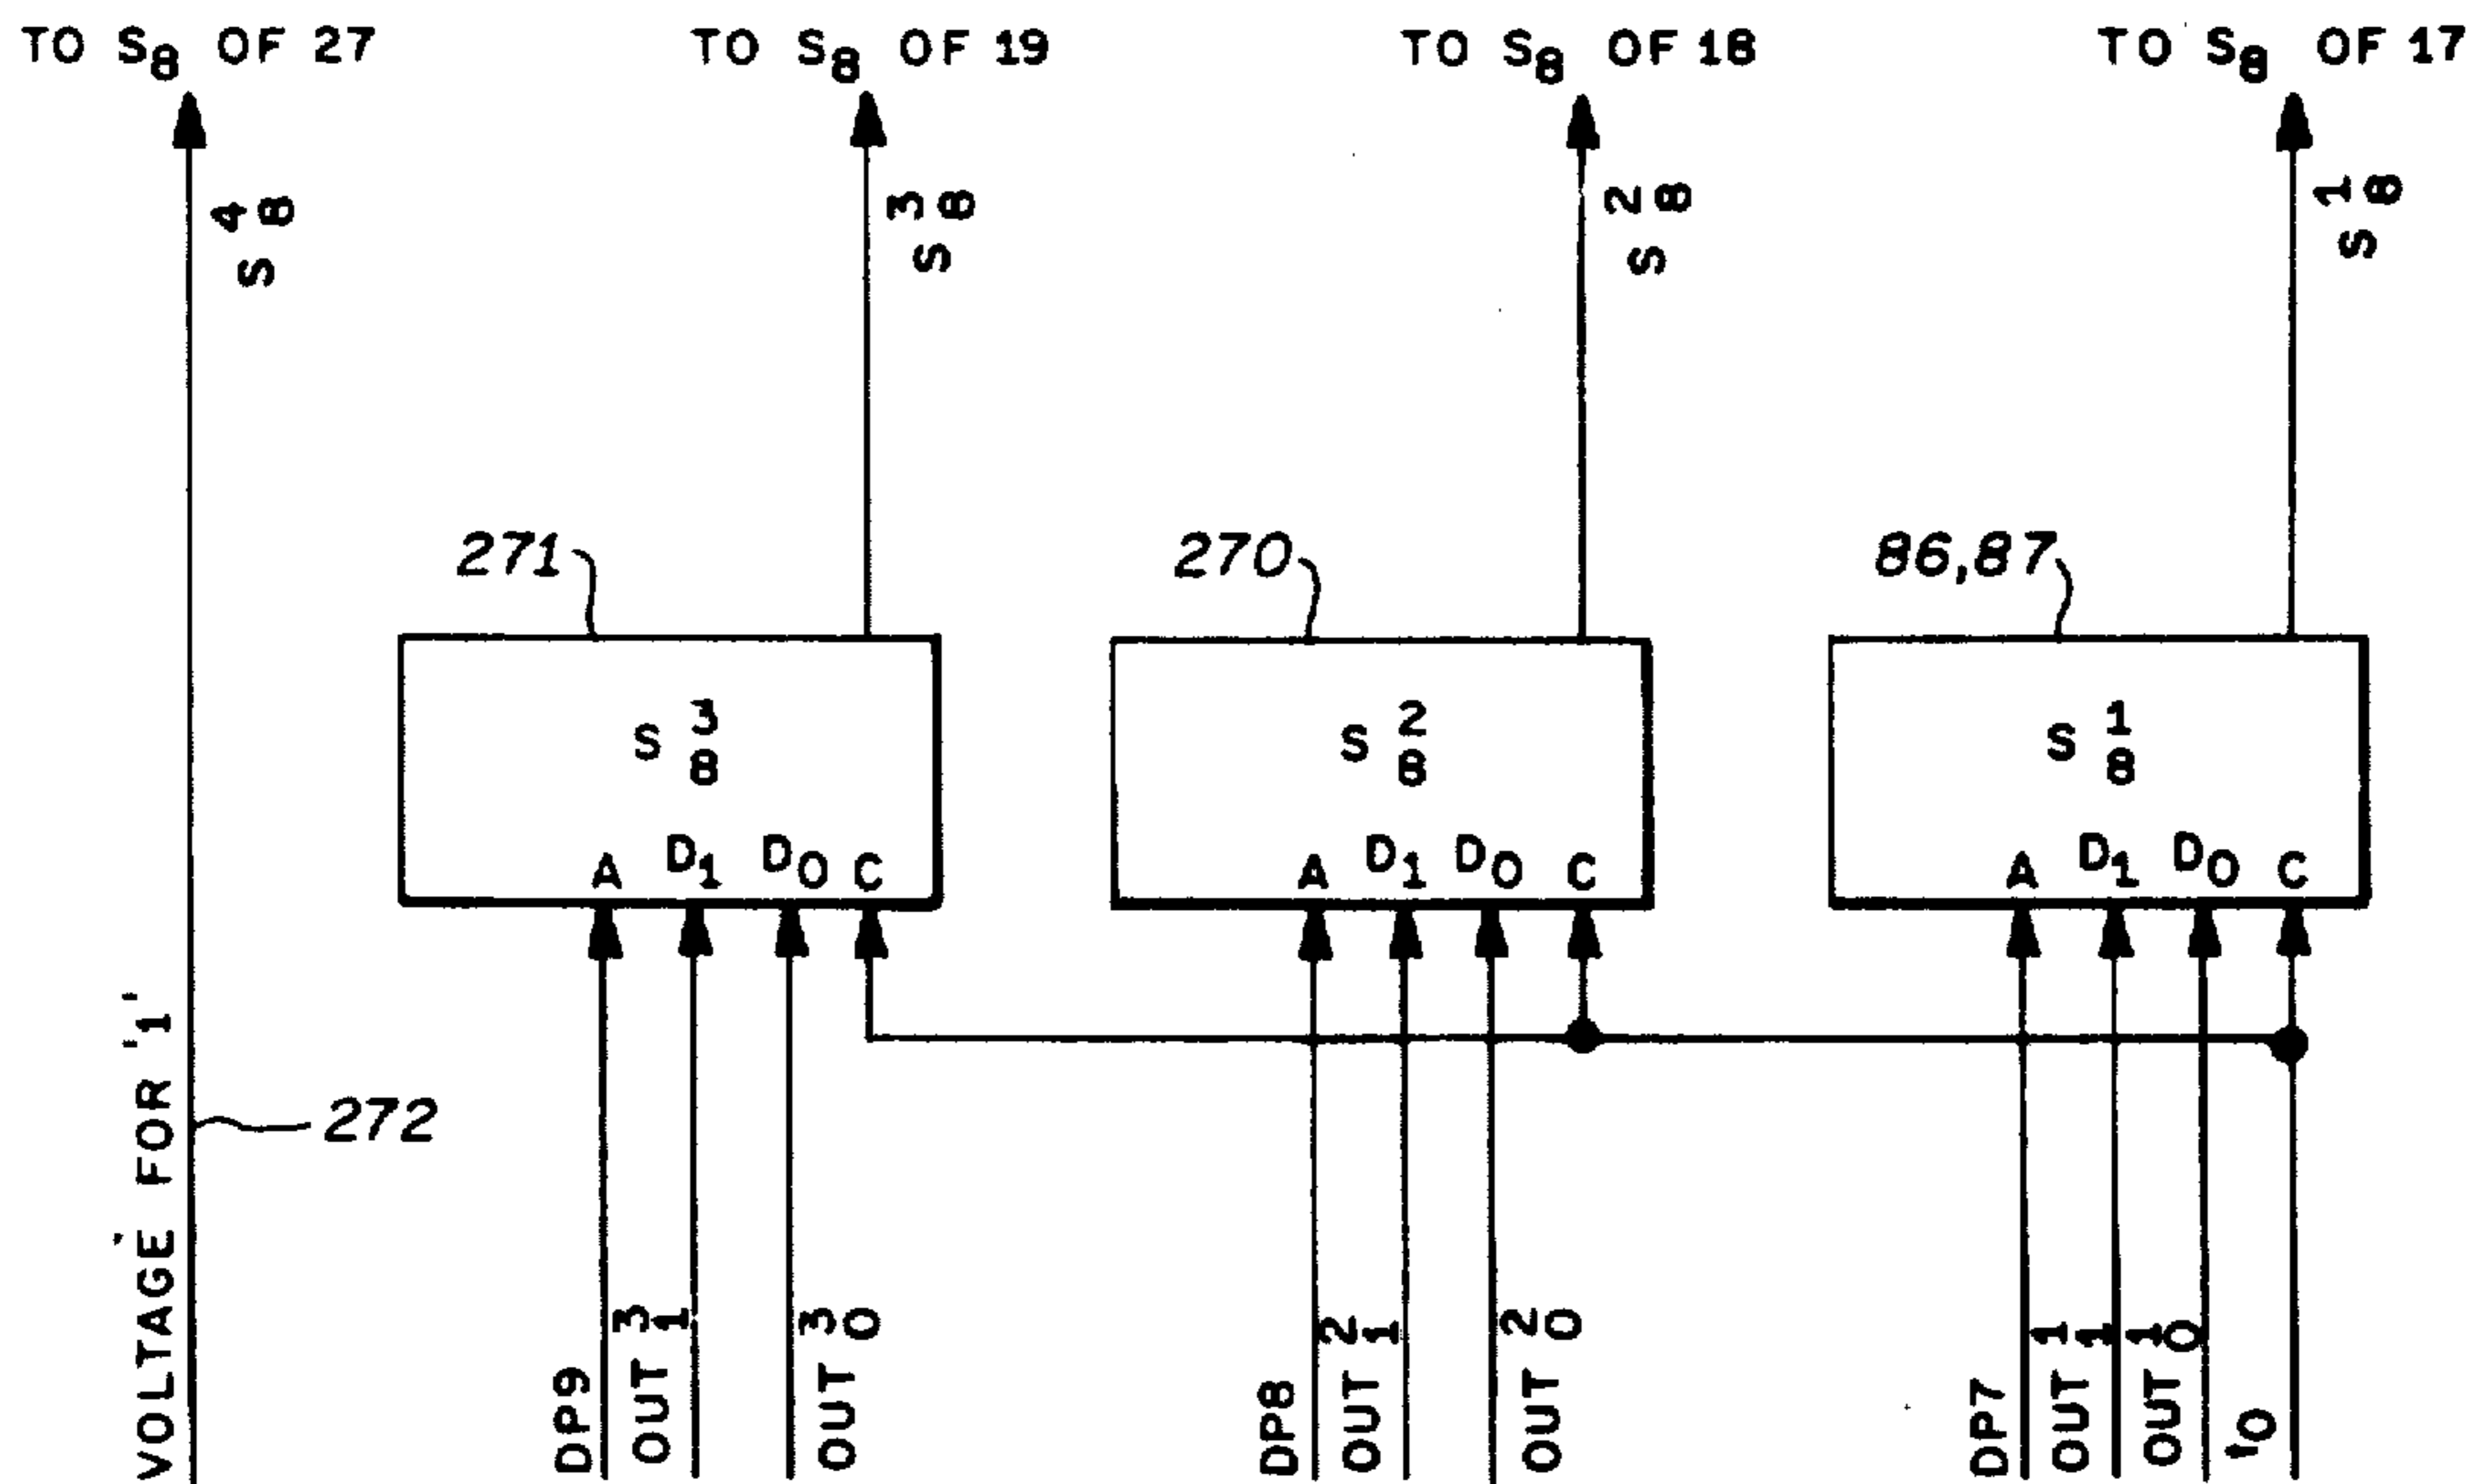 TO S8 OF 27
TO S8 OF 19
TO S8 OF 18
TO S8 OF 17
S 4 8
S 3 8
S 2 8
S 1 8
271
270
86,87
S 3 8
S 2 8
S 1 8
A D1 D0 C
A D1 D0 C
A D1 D0 C
VOLTAGE FOR '1'
272
DP9
OUT 3 1
OUT 3 0
DP8
OUT 2 1
OUT 2 0
DP7
OUT 1 1
OUT 1 0